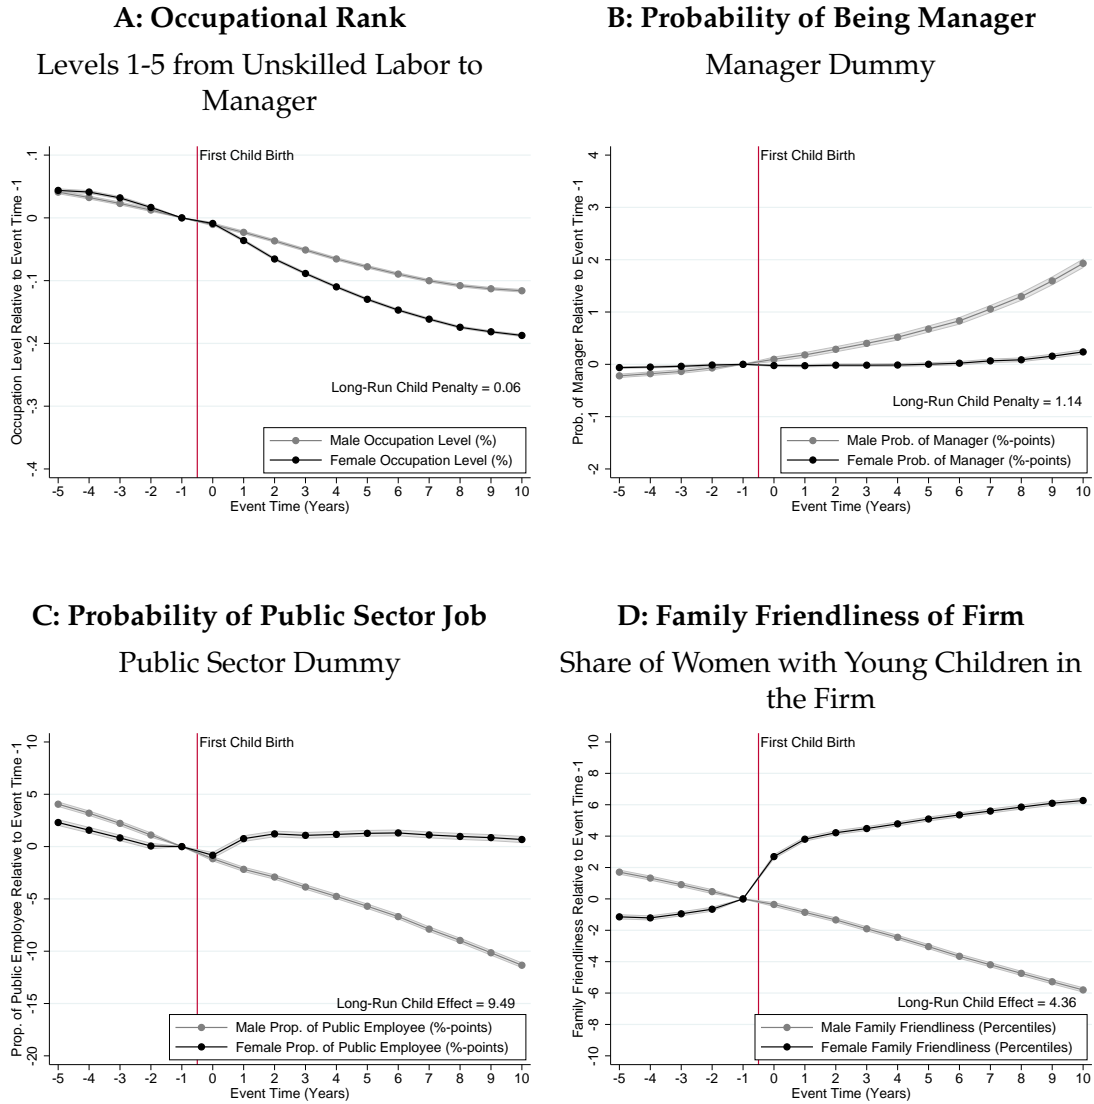 A: Occupational Rank
Levels 1-5 from Unskilled Labor to
Manager
Occupation Level Relative to Event Time -1
.1
0
-.1
-.2
-.3
-.4
First Child Birth
Long-Run Child Penalty = 0.06
Male Occupation Level (%)
Female Occupation Level (%)
-5 -4 -3 -2 -1 0 1 2 3 4 5 6 7 8 9 10
Event Time (Years)
B: Probability of Being Manager
Manager Dummy
Prob. of Manager Relative to Event Time -1
4
3
2
1
0
-1
-2
First Child Birth
Long-Run Child Penalty = 1.14
Male Prob. of Manager (%-points)
Female Prob. of Manager (%-points)
-5 -4 -3 -2 -1 0 1 2 3 4 5 6 7 8 9 10
Event Time (Years)
C: Probability of Public Sector Job
Public Sector Dummy
Prop. of Public Employee Relative to Event Time -1
10
5
0
-5
-10
-15
-20
First Child Birth
Long-Run Child Effect = 9.49
Male Prop. of Public Employee (%-points)
Female Prop. of Public Employee (%-points)
-5 -4 -3 -2 -1 0 1 2 3 4 5 6 7 8 9 10
Event Time (Years)
D: Family Friendliness of Firm
Share of Women with Young Children in
the Firm
Family Friendliness Relative to Event Time -1
10
8
6
4
2
0
-2
-4
-6
-8
-10
First Child Birth
Long-Run Child Effect = 4.36
Male Family Friendliness (Percentiles)
Female Family Friendliness (Percentiles)
-5 -4 -3 -2 -1 0 1 2 3 4 5 6 7 8 9 10
Event Time (Years)